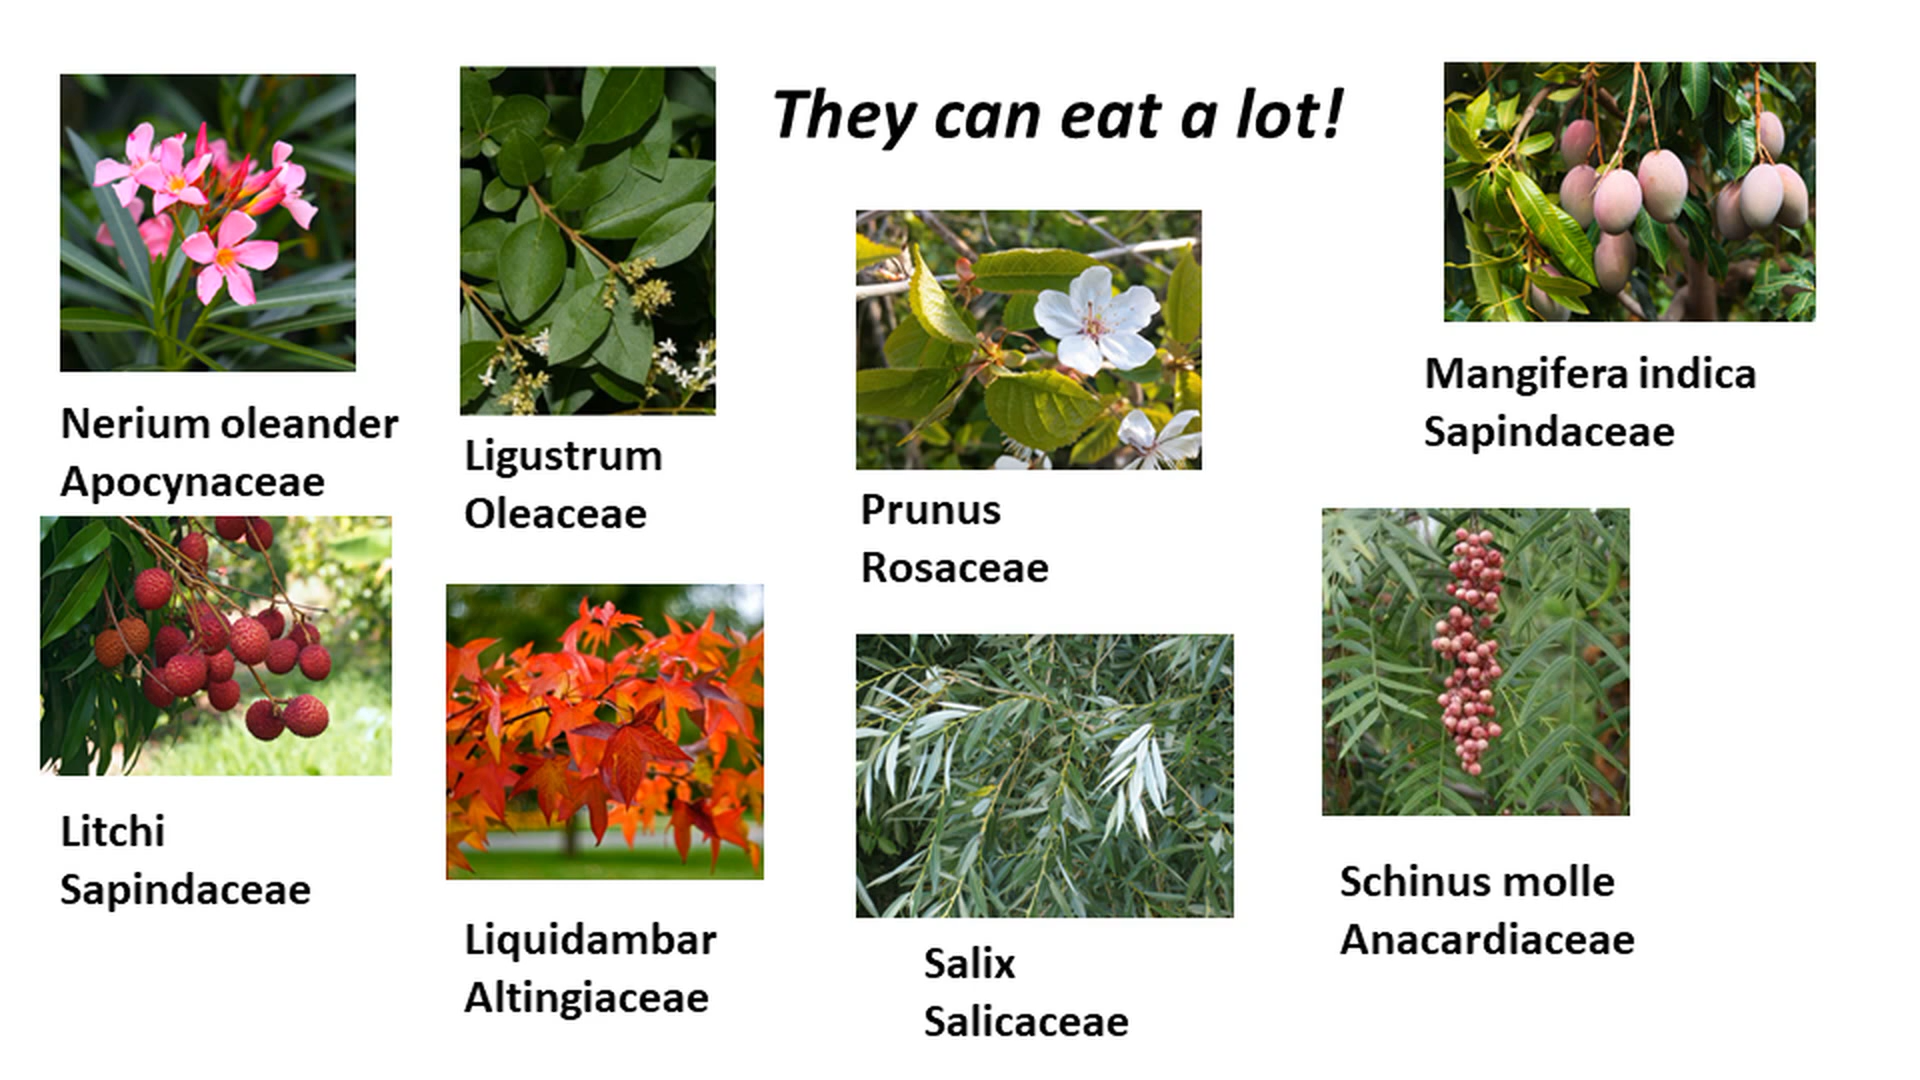 They can eat a lot!
Nerium oleander
Apocynaceae
Ligustrum
Oleaceae
Prunus
Rosaceae
Mangifera indica
Sapindaceae
Litchi
Sapindaceae
Liquidambar
Altingiaceae
Salix
Salicaceae
Schinus molle
Anacardiaceae